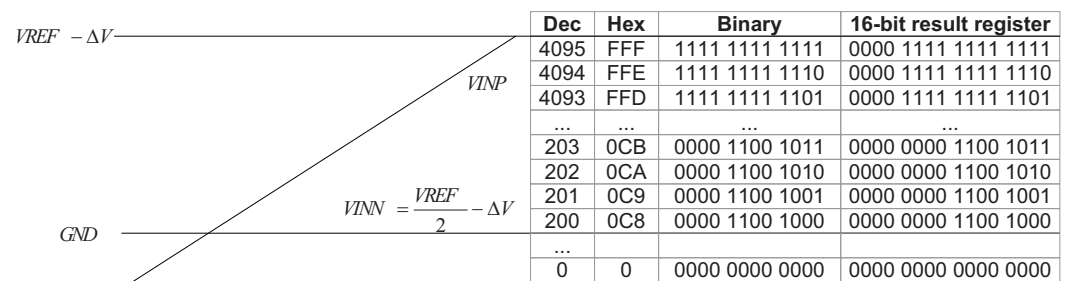 VREF − ΔV
VINP
VINN = VREF/2 − ΔV
GND
Dec Hex Binary 16-bit result register
4095 FFF 1111 1111 1111 0000 1111 1111 1111
4094 FFE 1111 1111 1110 0000 1111 1111 1110
4093 FFD 1111 1111 1101 0000 1111 1111 1101
... ... ... ...
203 0CB 0000 1100 1011 0000 0000 1100 1011
202 0CA 0000 1100 1010 0000 0000 1100 1010
201 0C9 0000 1100 1001 0000 0000 1100 1001
200 0C8 0000 1100 1000 0000 0000 1100 1000
...
0 0 0000 0000 0000 0000 0000 0000 0000